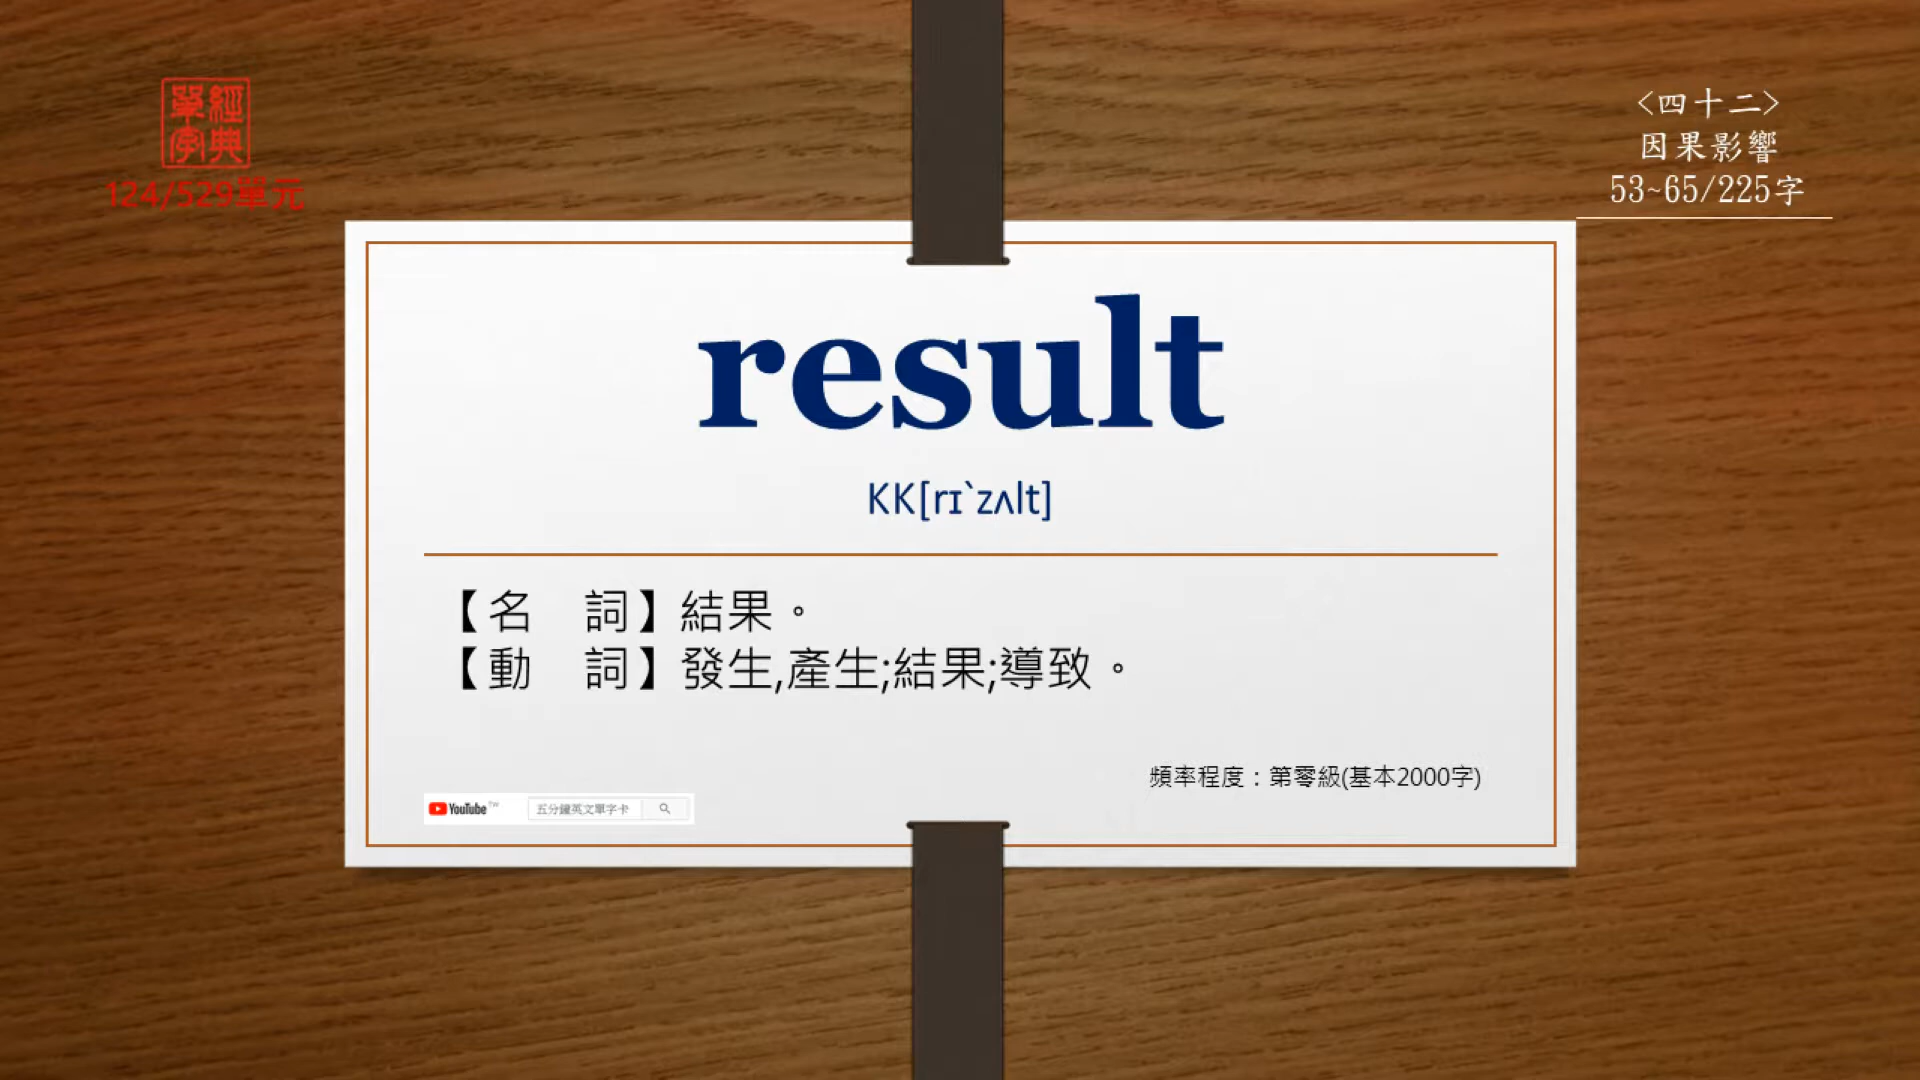 經典
單字
124/529單元
<四十二>
因果影響
53~65/225字
result
KK[rɪˋzʌlt]
【名　詞】結果。
【動　詞】發生,產生;結果;導致。
頻率程度：第零級(基本2000字)
YouTube TW 五分鐘英文單字卡